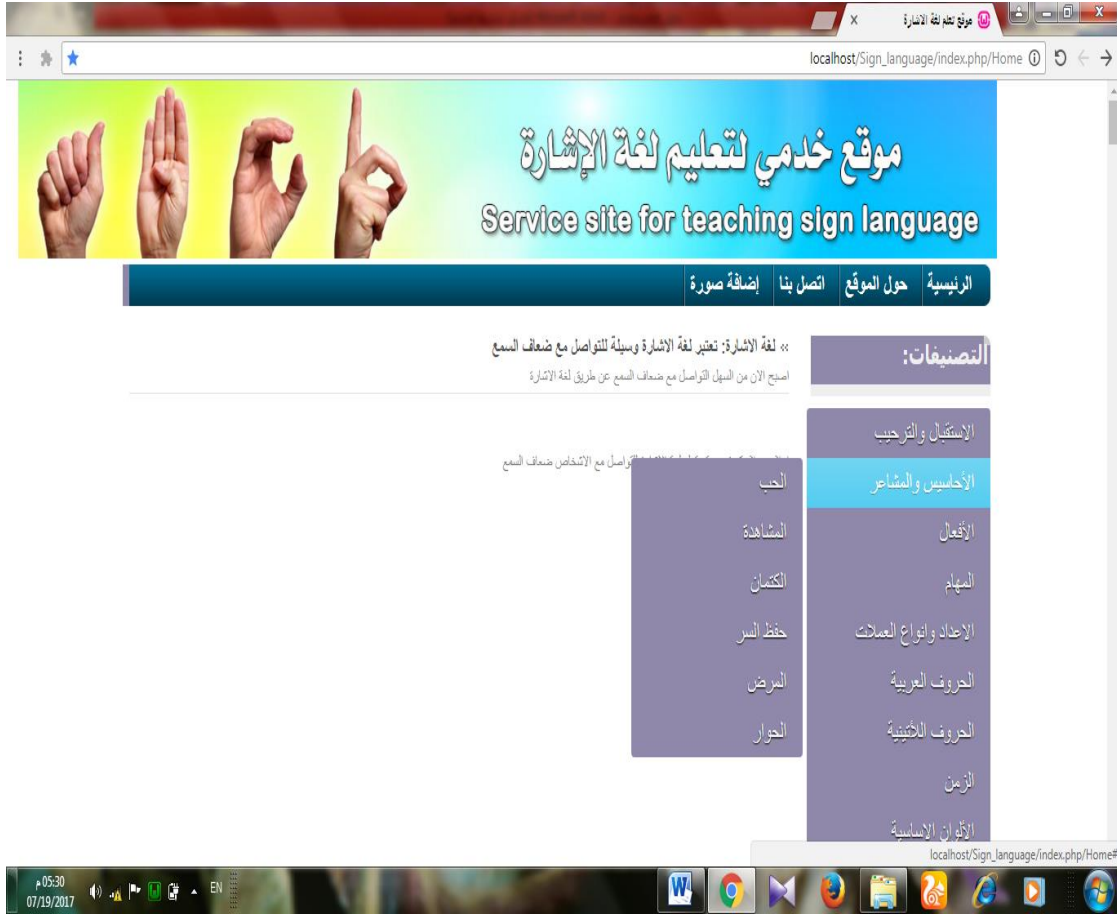 موقع تعلم لغة الاشارة
localhost/Sign_language/index.php/Home
موقع خدمي لتعليم لغة الإشارة
Service site for teaching sign language
الرئيسية حول الموقع اتصل بنا إضافة صورة
التصنيفات:
الاستقبال والترحيب
الأحاسيس والمشاعر
الأفعال
المهام
الاعداد وانواع العملات
الحروف العربية
الحروف اللأتينية
الزمن
الألوان الاساسية
الحب
المشاهدة
الكتمان
حفظ السر
المرض
الحوار
» لغة الاشارة: تعتبر لغة الاشارة وسيلة للتواصل مع ضعاف السمع
اصبح الان من السهل التواصل مع ضعاف السمع عن طريق لغة الاشارة
للتواصل مع الاشخاص ضعاف السمع
localhost/Sign_language/index.php/Home#
EN
05:30 م
07/19/2017